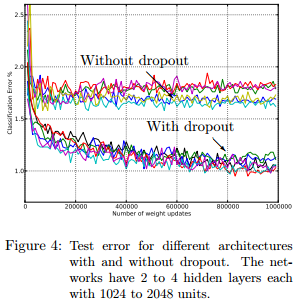 2.5
Without dropout
2.0
Classification Error %
With dropout
1.5
1.0
0 200000 400000 600000 800000 1000000
Number of weight updates
Figure 4: Test error for different architectures
with and without dropout. The net-
works have 2 to 4 hidden layers each
with 1024 to 2048 units.